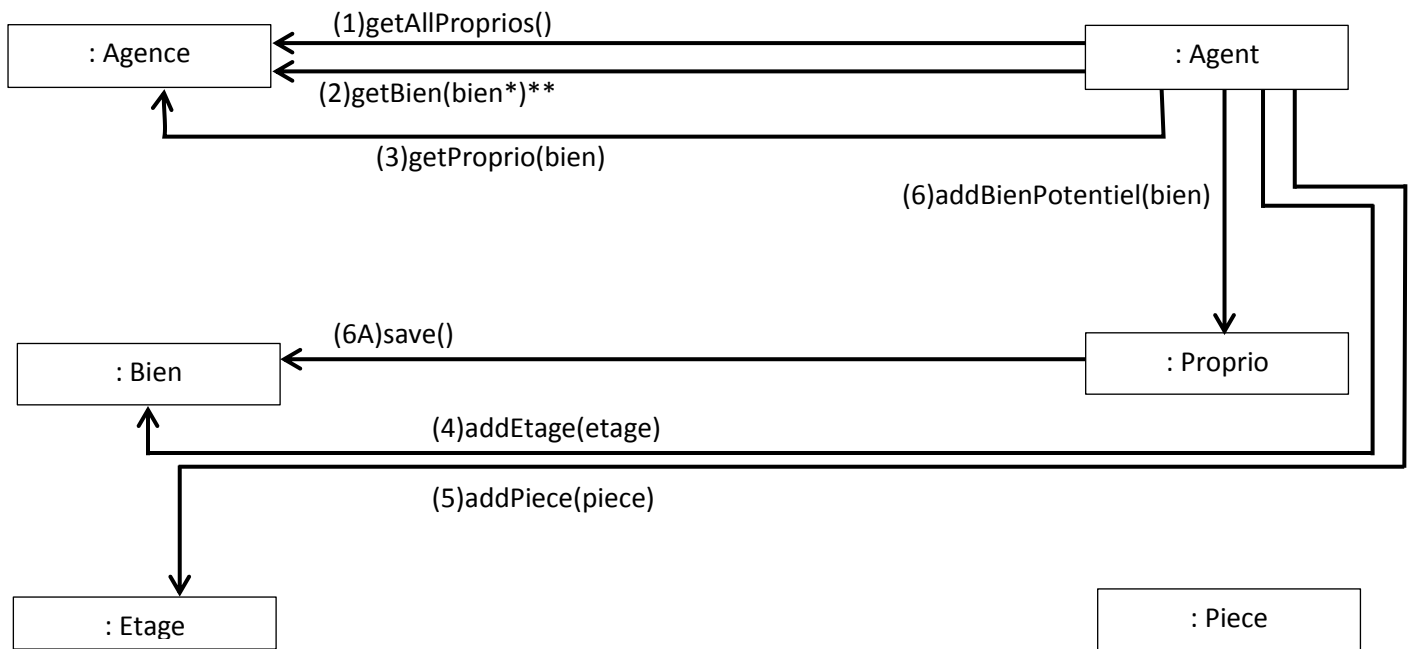 (1)getAllProprios()
: Agence
: Agent
(2)getBien(bien*)**
(3)getProprio(bien)
(6)addBienPotentiel(bien)
(6A)save()
: Bien
: Proprio
(4)addEtage(etage)
(5)addPiece(piece)
: Etage
: Piece